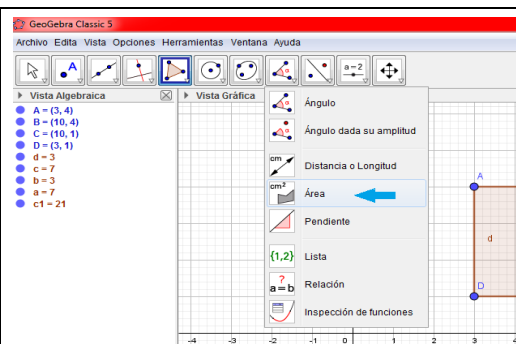 GeoGebra Classic 5
Archivo Edita Vista Opciones Herramientas Ventana Ayuda
A
a=2
Vista Algebraica
Vista Gráfica
A = (3, 4)
B = (10, 4)
C = (10, 1)
D = (3, 1)
d = 3
c = 7
b = 3
a = 7
c1 = 21
Ángulo
Ángulo dada su amplitud
cm
Distancia o Longitud
cm²
Área
Pendiente
{1,2}
Lista
?
a=b
Relación
Inspección de funciones
A
d
D
-4 -3 -2 -1 0 1 2 3 4